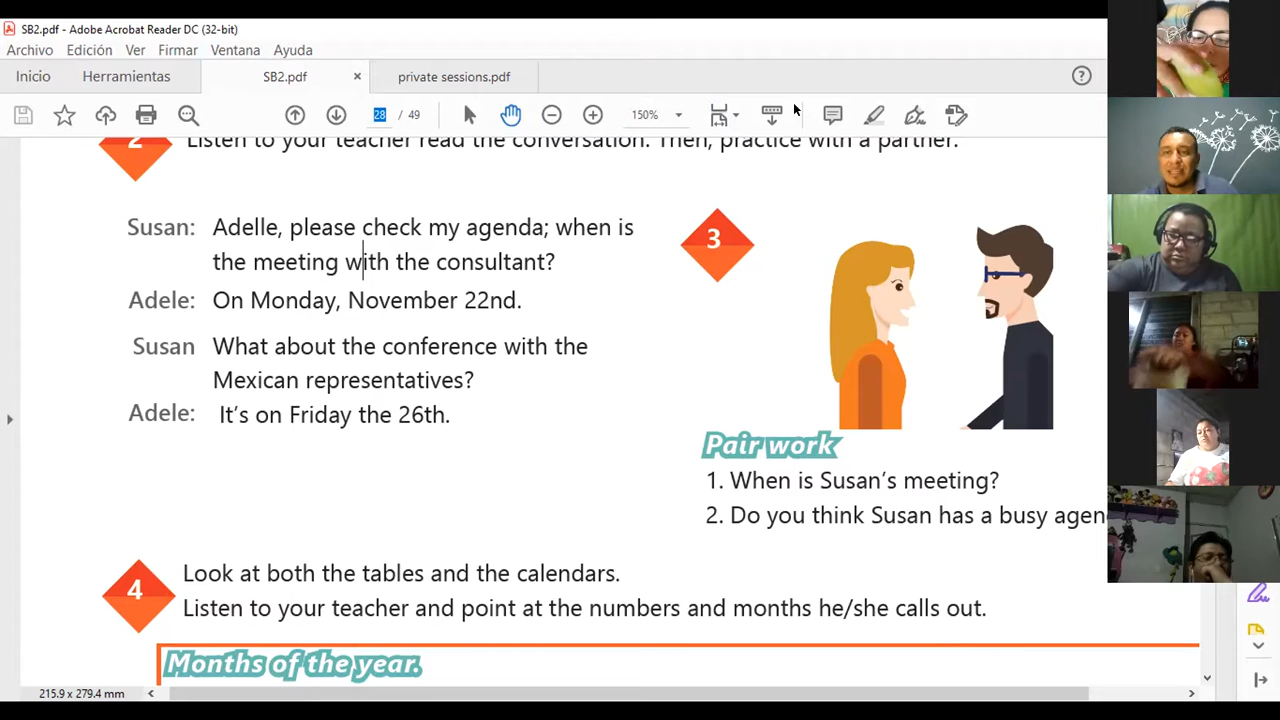 SB2.pdf - Adobe Acrobat Reader DC (32-bit)
Archivo Edición Ver Firmar Ventana Ayuda
Inicio Herramientas SB2.pdf × private sessions.pdf
28 / 49 150%
2 Listen to your teacher read the conversation. Then, practice with a partner.
Susan: Adelle, please check my agenda; when is
the meeting with the consultant?
Adele: On Monday, November 22nd.
Susan What about the conference with the
Mexican representatives?
Adele: It's on Friday the 26th.
3
Pair work
1. When is Susan's meeting?
2. Do you think Susan has a busy agen
4
Look at both the tables and the calendars.
Listen to your teacher and point at the numbers and months he/she calls out.
Months of the year.
215.9 x 279.4 mm